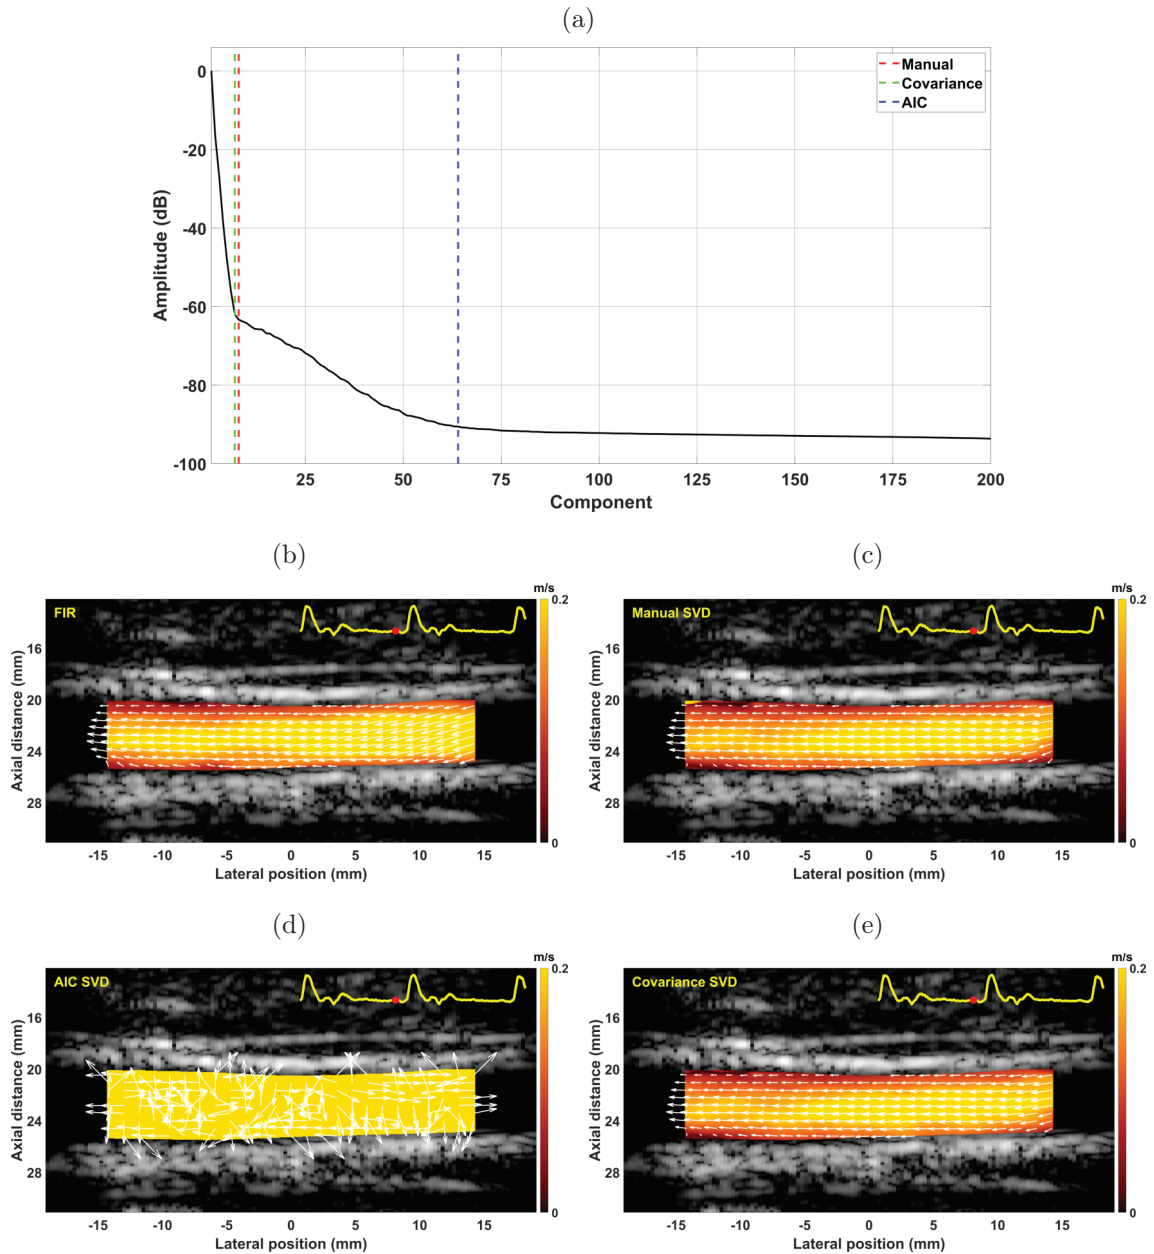 (a)
0
-20
-40
-60
-80
-100
Amplitude (dB)
25 50 75 100 125 150 175 200
Component
Manual
Covariance
AIC
(b)
FIR
m/s
0.2
0
16
20
24
28
Axial distance (mm)
-15 -10 -5 0 5 10 15
Lateral position (mm)
(c)
Manual SVD
m/s
0.2
0
16
20
24
28
Axial distance (mm)
-15 -10 -5 0 5 10 15
Lateral position (mm)
(d)
AIC SVD
m/s
0.2
0
16
20
24
28
Axial distance (mm)
-15 -10 -5 0 5 10 15
Lateral position (mm)
(e)
Covariance SVD
m/s
0.2
0
16
20
24
28
Axial distance (mm)
-15 -10 -5 0 5 10 15
Lateral position (mm)